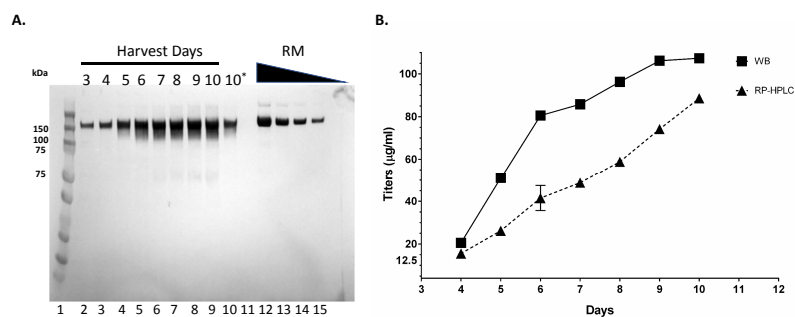 A.
Harvest Days
RM
kDa
3 4 5 6 7 8 9 10 10*
150
100
75
75
1 2 3 4 5 6 7 8 9 10 11 12 13 14 15
B.
WB
RP-HPLC
Titers (µg/ml)
100
80
60
40
20
12.5
3 4 5 6 7 8 9 10 11 12
Days